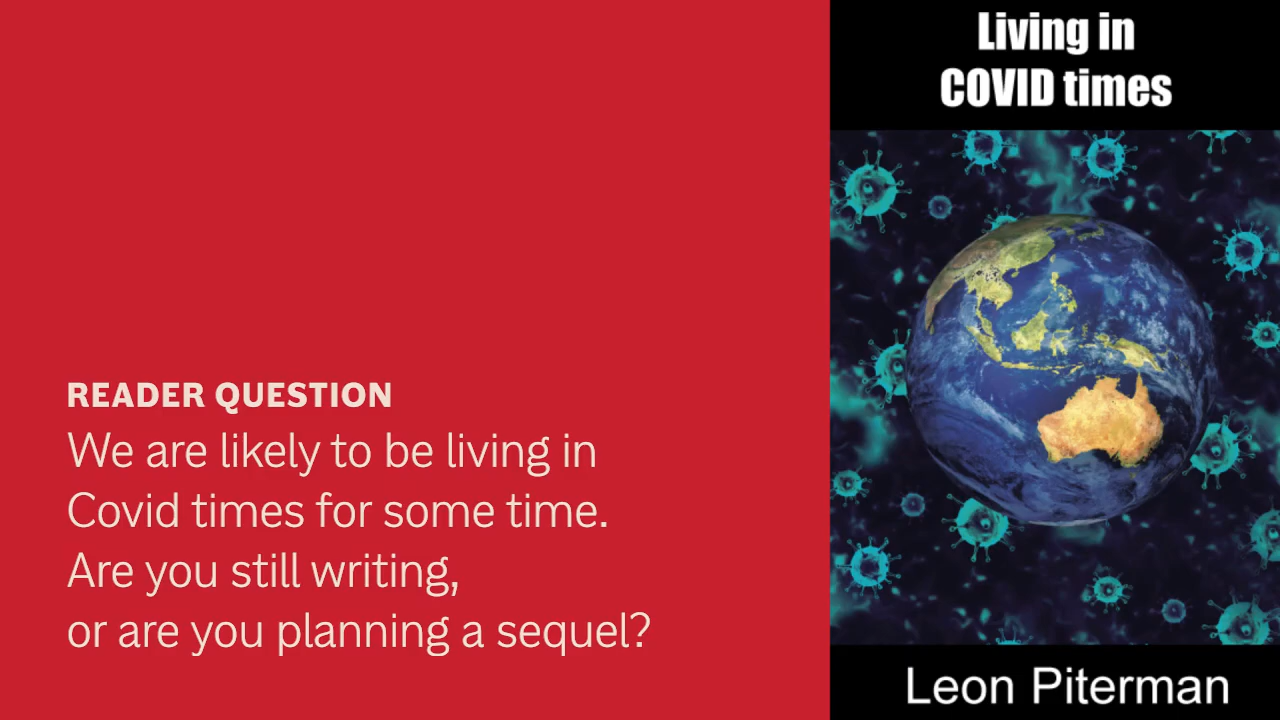 READER QUESTION
We are likely to be living in
Covid times for some time.
Are you still writing,
or are you planning a sequel?
Living in
COVID times
Leon Piterman